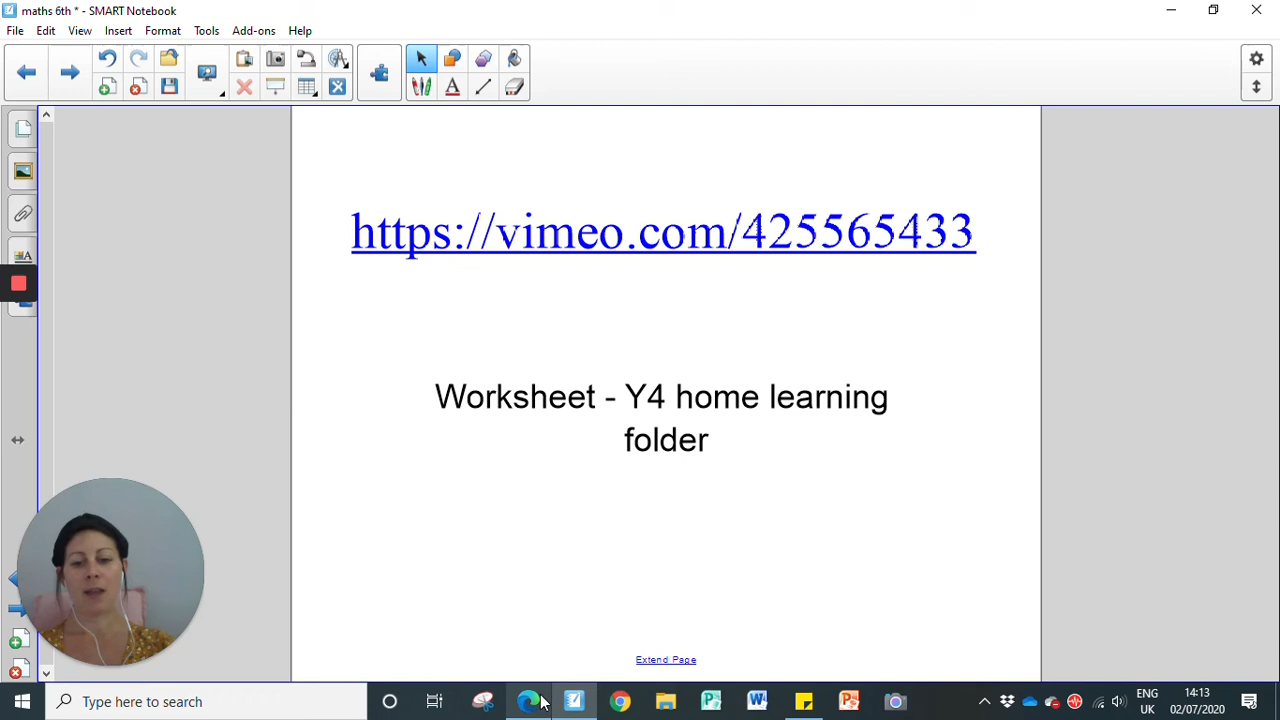 maths 6th * - SMART Notebook
File Edit View Insert Format Tools Add-ons Help
https://vimeo.com/425565433
Worksheet - Y4 home learning
folder
Extend Page
Type here to search
ENG
UK
14:13
02/07/2020